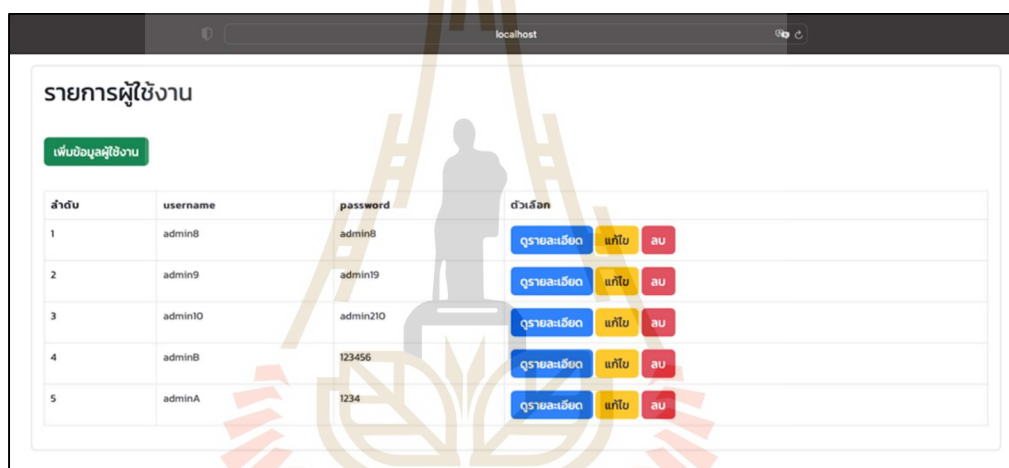 localhost
รายการผู้ใช้งาน
เพิ่มข้อมูลผู้ใช้งาน
ลำดับ username password ตัวเลือก
1 admin8 admin8 ดูรายละเอียด แก้ไข ลบ
2 admin9 admin19 ดูรายละเอียด แก้ไข ลบ
3 admin10 admin210 ดูรายละเอียด แก้ไข ลบ
4 adminB 123456 ดูรายละเอียด แก้ไข ลบ
5 adminA 1234 ดูรายละเอียด แก้ไข ลบ